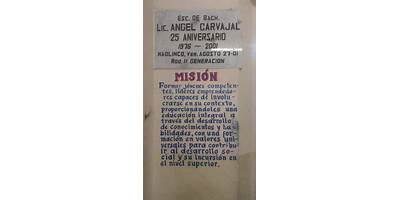 Esc. DE Bach.
Lic. ANGEL CARVAJAL
25 ANIVERSARIO
1976 — 2001
NAOLINCO, Ver. AGOSTO 27-01
MISIÓN
Formar jóvenes competen-
tes, líderes emprendedo-
res capaces de involu-
crarse en su contexto,
proporcionándoles una
educación integral a
través del desarrollo
de conocimientos y ha-
bilidades, con una for-
mación en valores uni-
versales para contribu-
ir al desarrollo so-
cial y su incursión en
el nivel superior.